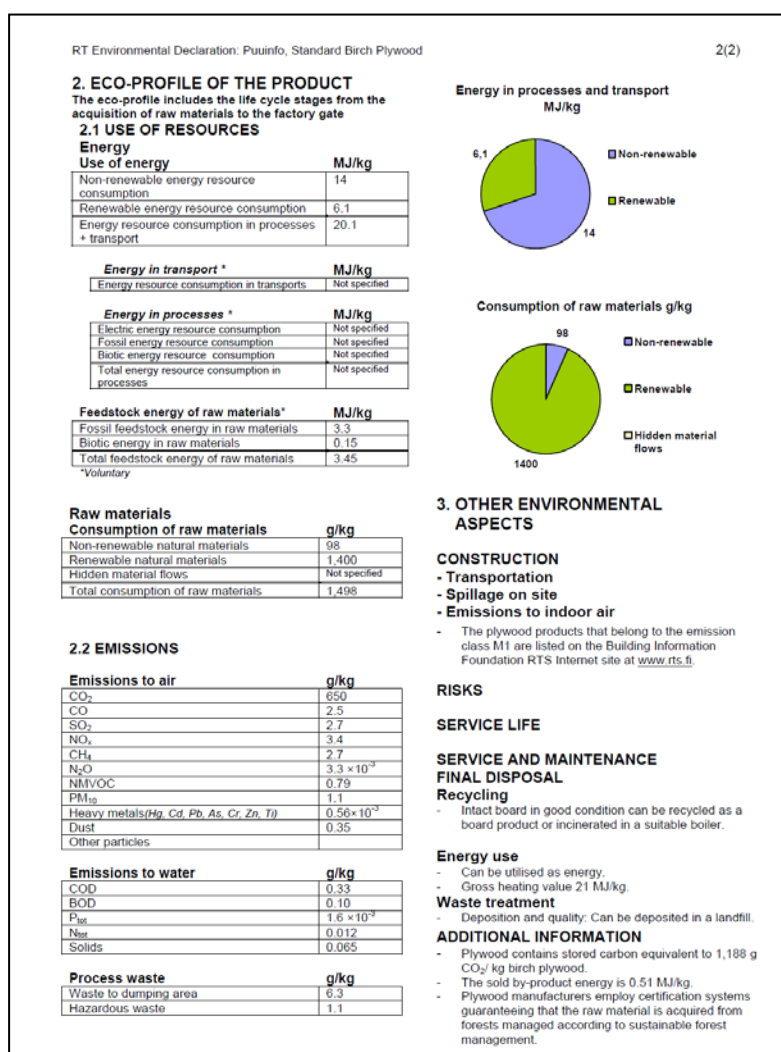 RT Environmental Declaration: Puuinfo, Standard Birch Plywood 2(2)
2. ECO-PROFILE OF THE PRODUCT
The eco-profile includes the life cycle stages from the
acquisition of raw materials to the factory gate
2.1 USE OF RESOURCES
Energy
Use of energy MJ/kg
Non-renewable energy resource
consumption 14
Renewable energy resource consumption 6.1
Energy resource consumption in processes
+ transport 20.1
Energy in transport * MJ/kg
Energy resource consumption in transports Not specified
Energy in processes * MJ/kg
Electric energy resource consumption Not specified
Fossil energy resource consumption Not specified
Biotic energy resource consumption Not specified
Total energy resource consumption in
processes Not specified
Feedstock energy of raw materials* MJ/kg
Fossil feedstock energy in raw materials 3.3
Biotic energy in raw materials 0.15
Total feedstock energy of raw materials 3.45
*Voluntary
Raw materials
Consumption of raw materials g/kg
Non-renewable natural materials 98
Renewable natural materials 1,400
Hidden material flows Not specified
Total consumption of raw materials 1,498
2.2 EMISSIONS
Emissions to air g/kg
CO₂ 650
CO 2.5
SO₂ 2.7
NOₓ 3.4
CH₄ 2.7
N₂O 3.3 ×10⁻³
NMVOC 0.79
PM₁₀ 1.1
Heavy metals(Hg, Cd, Pb, As, Cr, Zn, Ti) 0.56×10⁻³
Dust 0.35
Other particles
Emissions to water g/kg
COD 0.33
BOD 0.10
Ptot 1.6 ×10⁻³
Ntot 0.012
Solids 0.065
Process waste g/kg
Waste to dumping area 6.3
Hazardous waste 1.1
Energy in processes and transport
MJ/kg
6,1
Non-renewable
Renewable
14
Consumption of raw materials g/kg
98
Non-renewable
Renewable
Hidden material
flows
1400
3. OTHER ENVIRONMENTAL
ASPECTS
CONSTRUCTION
- Transportation
- Spillage on site
- Emissions to indoor air
- The plywood products that belong to the emission
class M1 are listed on the Building Information
Foundation RTS Internet site at www.rts.fi.
RISKS
SERVICE LIFE
SERVICE AND MAINTENANCE
FINAL DISPOSAL
Recycling
- Intact board in good condition can be recycled as a
board product or incinerated in a suitable boiler.
Energy use
- Can be utilised as energy.
- Gross heating value 21 MJ/kg.
Waste treatment
- Deposition and quality: Can be deposited in a landfill.
ADDITIONAL INFORMATION
- Plywood contains stored carbon equivalent to 1,188 g
CO₂/ kg birch plywood.
- The sold by-product energy is 0.51 MJ/kg.
- Plywood manufacturers employ certification systems
guaranteeing that the raw material is acquired from
forests managed according to sustainable forest
management.